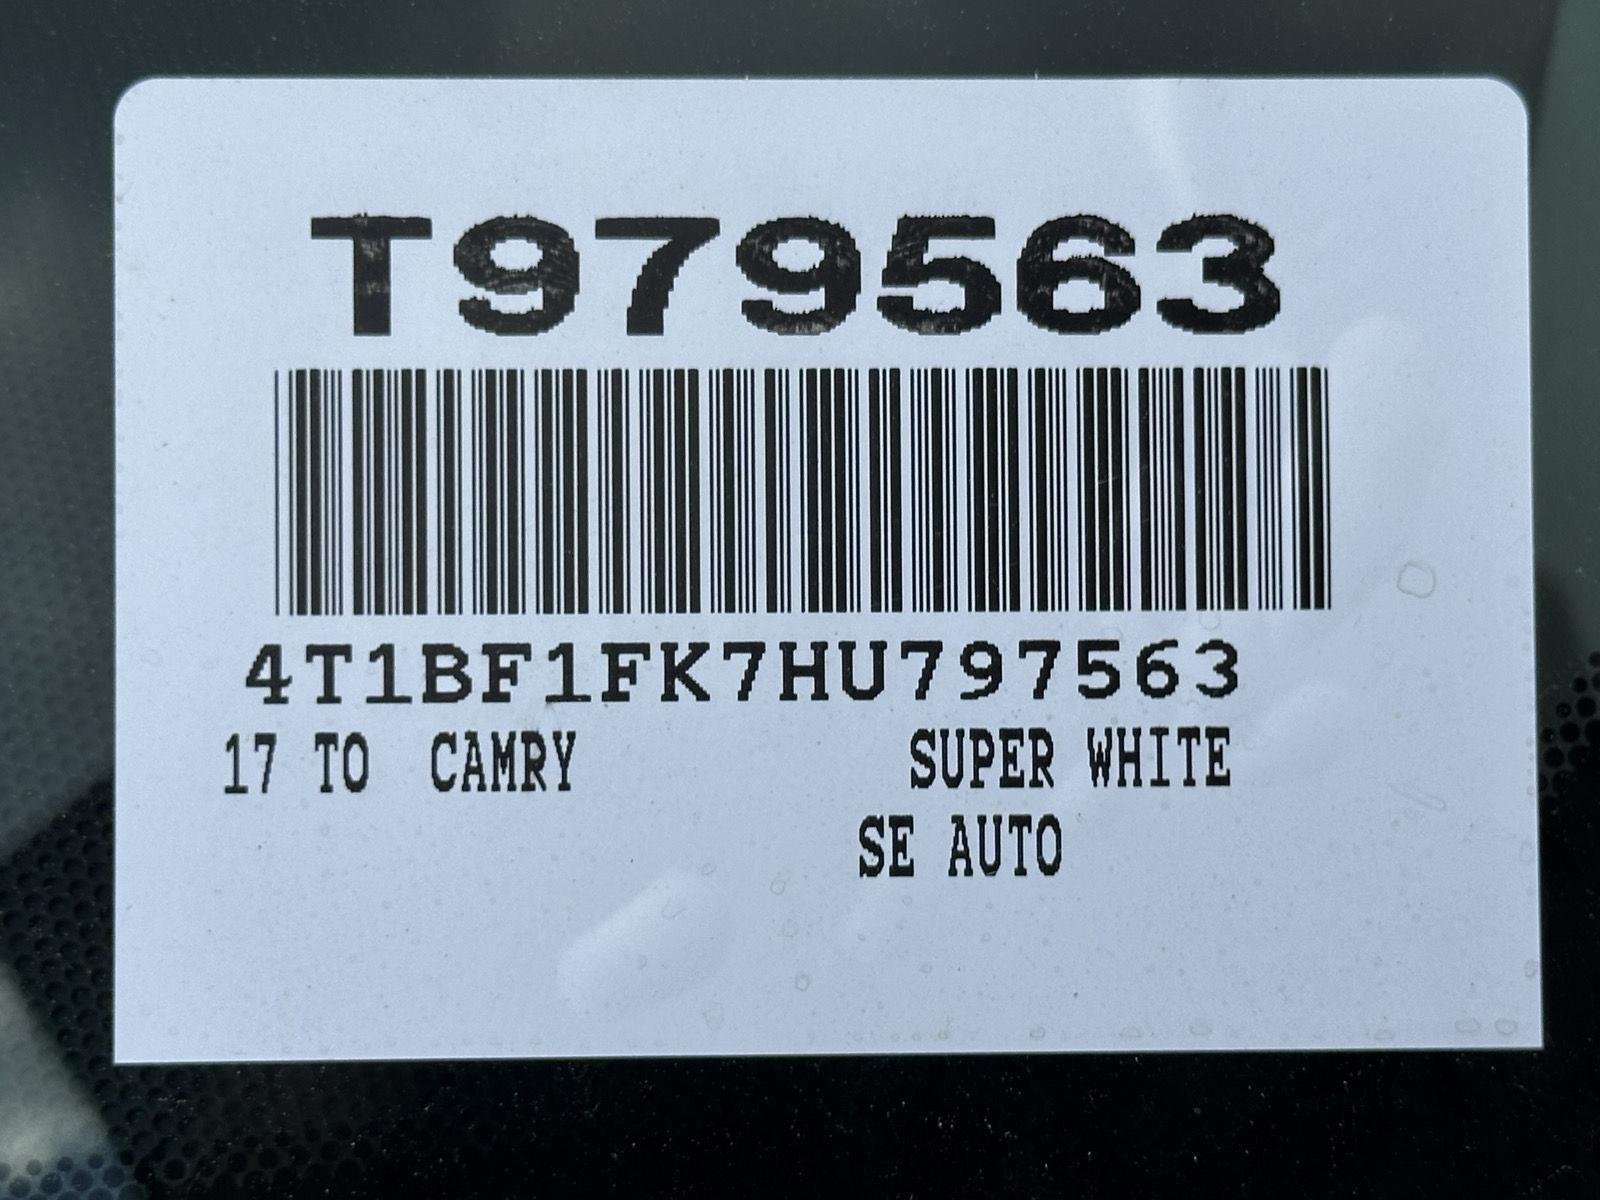 T979563
4T1BF1FK7HU797563
17 TO CAMRY SUPER WHITE
SE AUTO